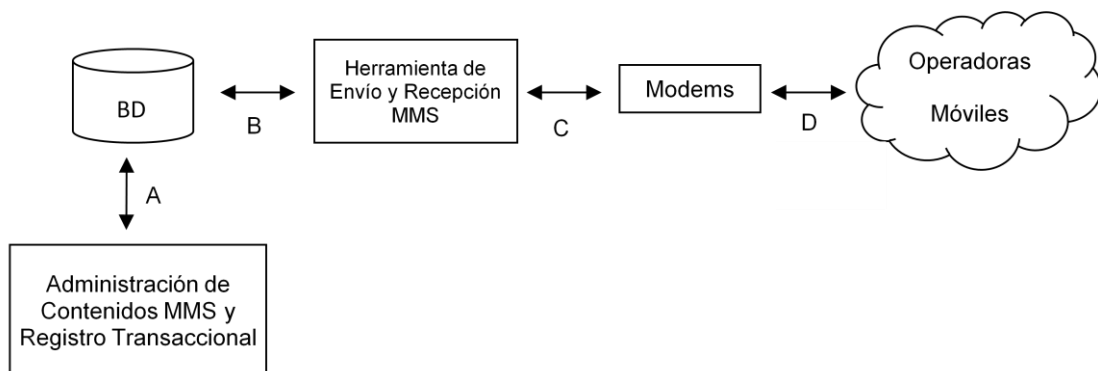 BD
B
Herramienta de
Envío y Recepción
MMS
C
Modems
D
Operadoras
Móviles
A
Administración de
Contenidos MMS y
Registro Transaccional